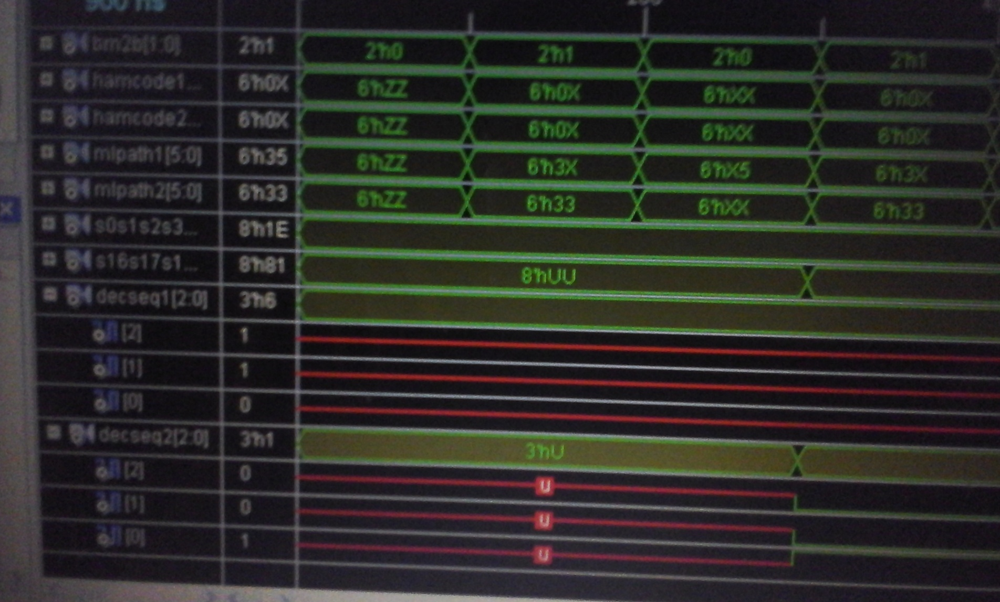 900 ns
bm2b[1:0] 2'h1 2'h0 2'h1 2'h0 2'h1
hamcode1... 6'h0X 6'hZZ 6'h0X 6'hXX 6'h0X
hamcode2... 6'h0X 6'hZZ 6'h0X 6'hXX 6'h0X
mlpath1[5:0] 6'h35 6'hZZ 6'h3X 6'hX5 6'h3X
mlpath2[5:0] 6'h33 6'hZZ 6'h33 6'hXX 6'h33
s0s1s2s3... 8'h1E
s16s17s1... 8'h81 8'hUU
decseq1[2:0] 3'h6
[2] 1
[1] 1
[0] 0
decseq2[2:0] 3'h1 3'hU
[2] 0 U
[1] 0 U
[0] 1 U